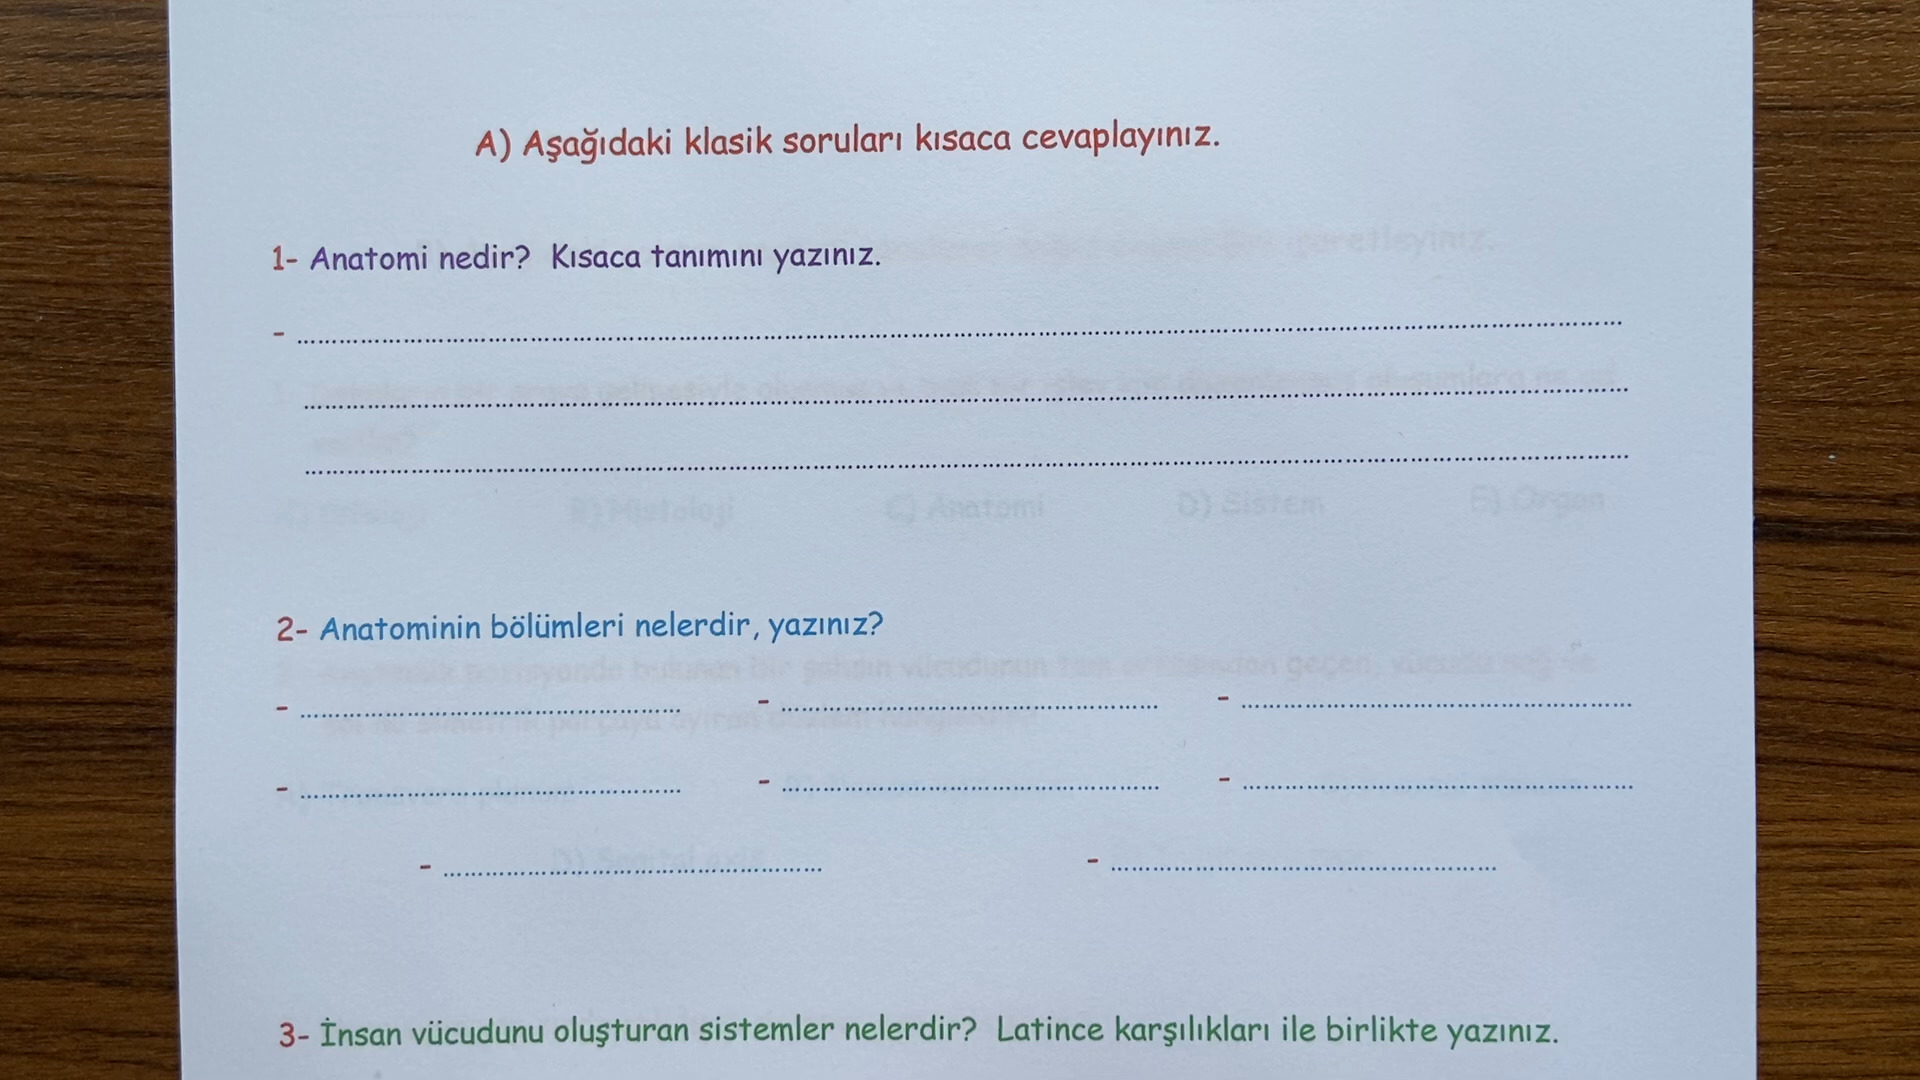 A) Aşağıdaki klasik soruları kısaca cevaplayınız.
1- Anatomi nedir? Kısaca tanımını yazınız.
-
2- Anatominin bölümleri nelerdir, yazınız?
- - -
- - -
- -
3- İnsan vücudunu oluşturan sistemler nelerdir? Latince karşılıkları ile birlikte yazınız.